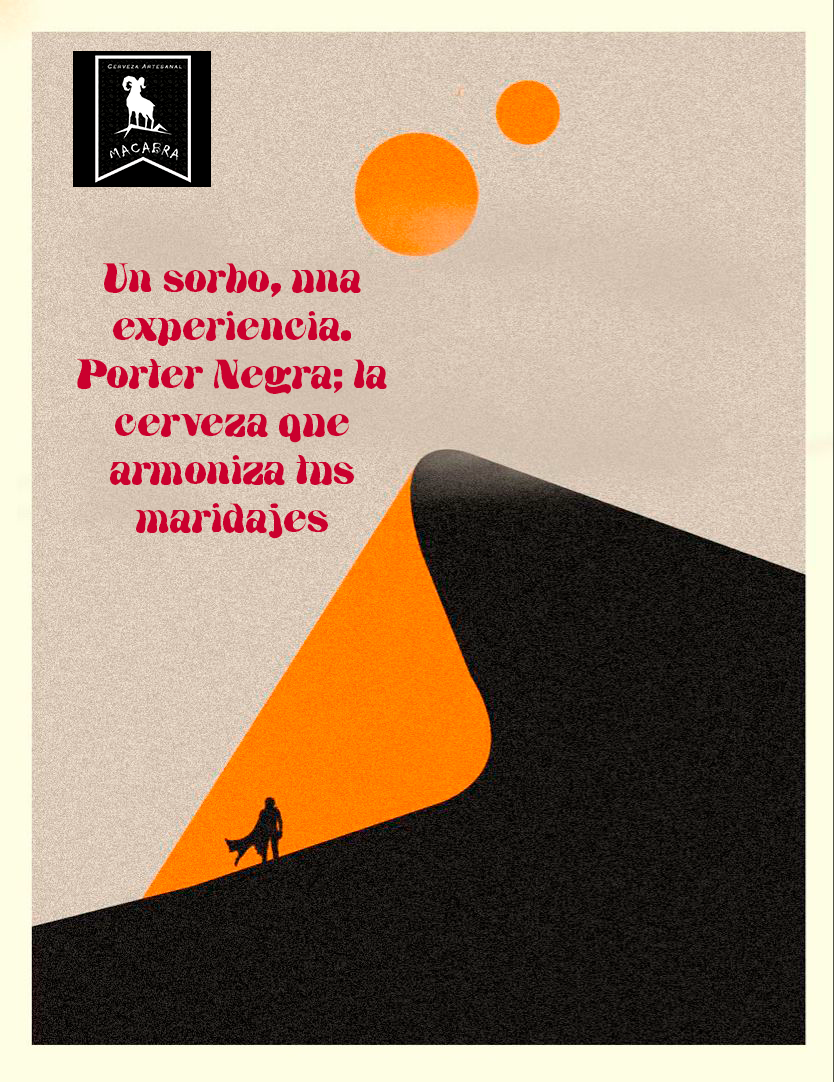 CERVEZA ARTESANAL
MACABRA
Un sorbo, una
experiencia.
Porter Negra; la
cerveza que
armoniza tus
maridajes